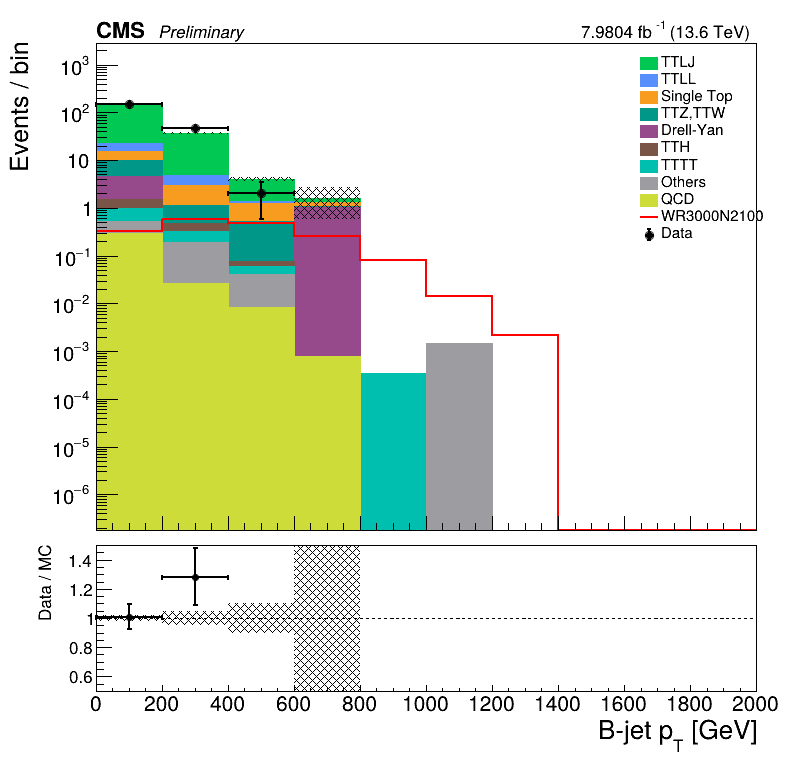 CMS Preliminary 7.9804 fb⁻¹ (13.6 TeV)
Events / bin
10³
10²
10
1
10⁻¹
10⁻²
10⁻³
10⁻⁴
10⁻⁵
10⁻⁶
TTLJ
TTLL
Single Top
TTZ,TTW
Drell-Yan
TTH
TTTT
Others
QCD
WR3000N2100
Data
Data / MC
1.4
1.2
1
0.8
0.6
0 200 400 600 800 1000 1200 1400 1600 1800 2000
B-jet p_T [GeV]